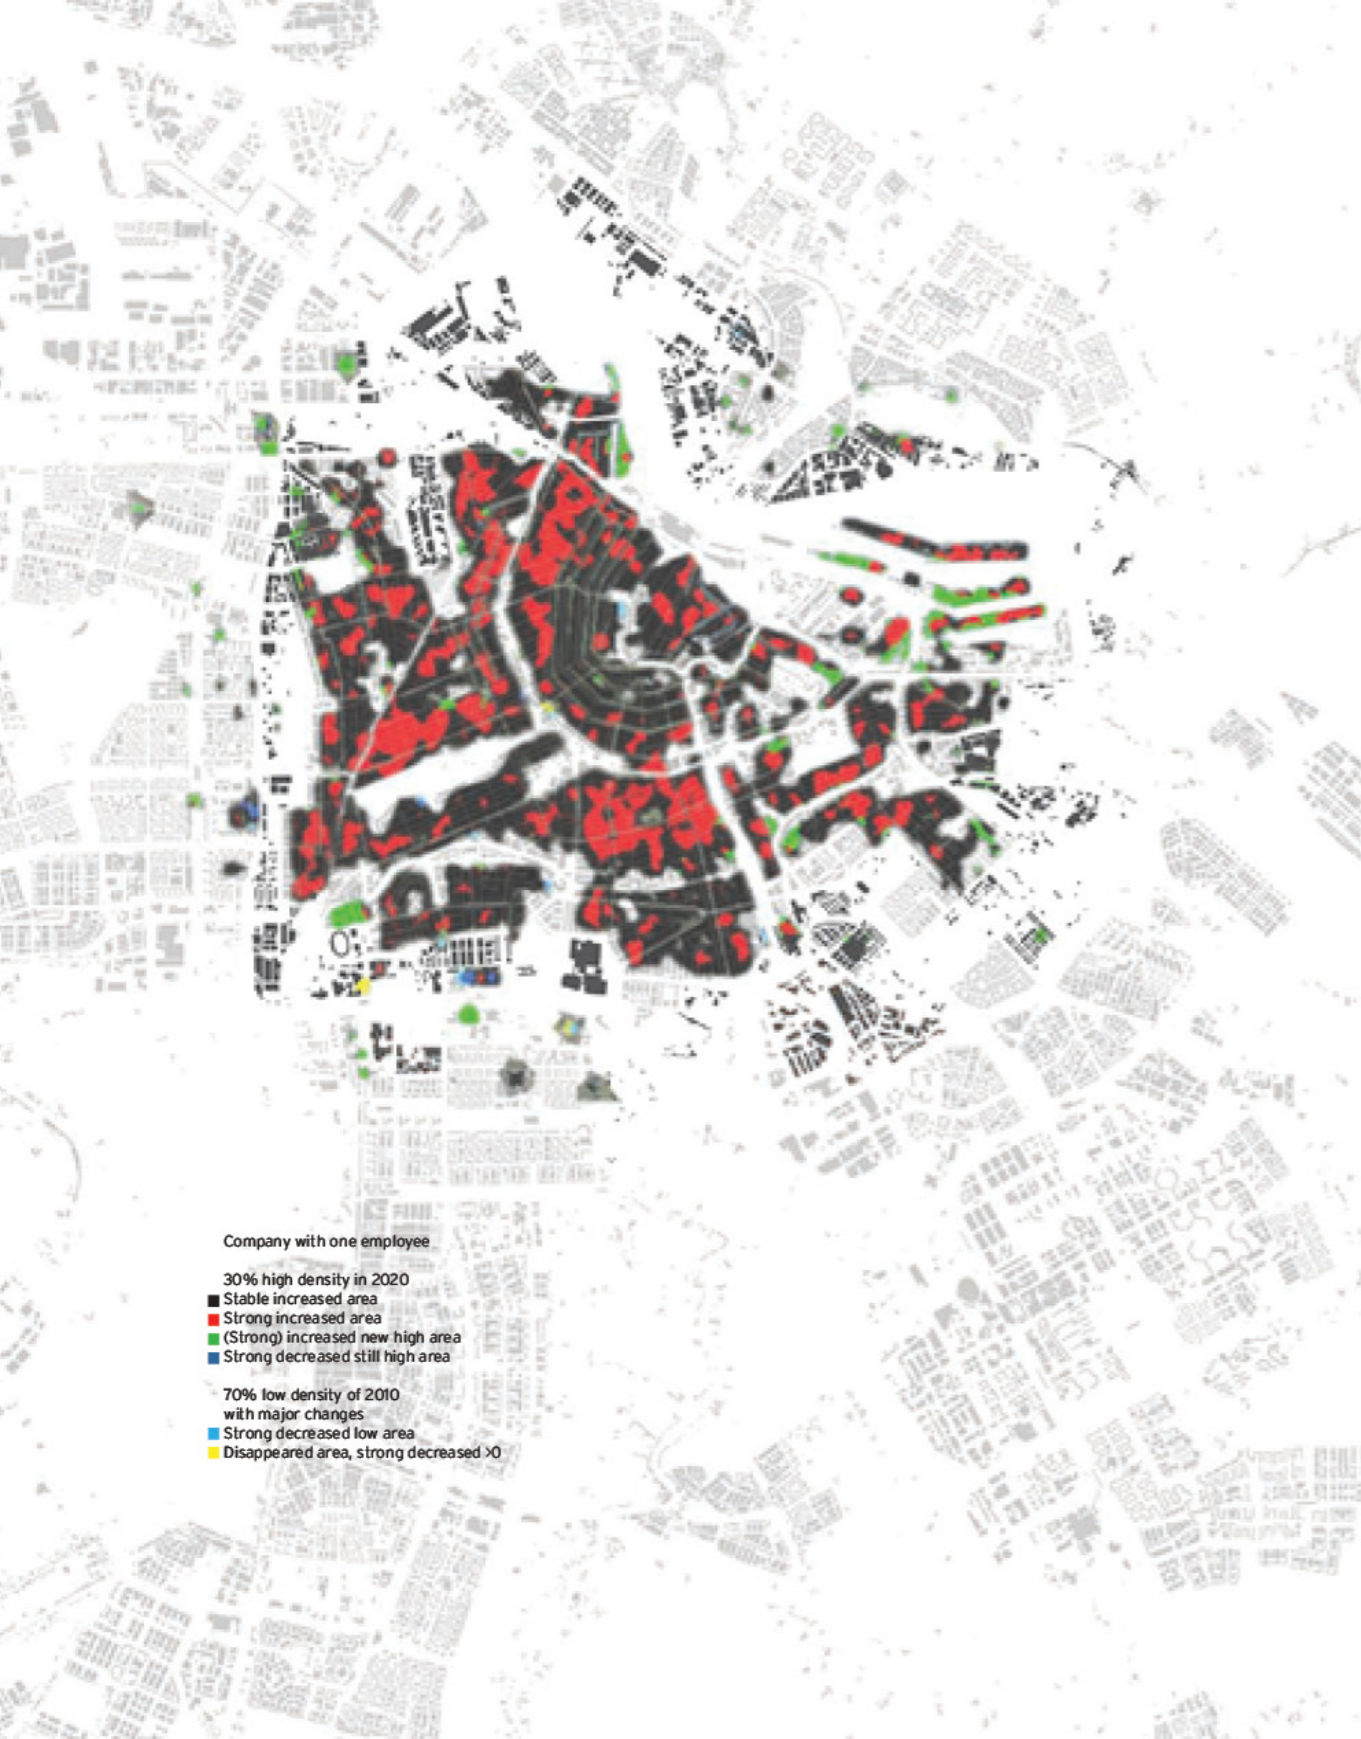 Company with one employee
30% high density in 2020
Stable increased area
Strong increased area
(Strong) increased new high area
Strong decreased still high area
70% low density of 2010
with major changes
Strong decreased low area
Disappeared area, strong decreased >0